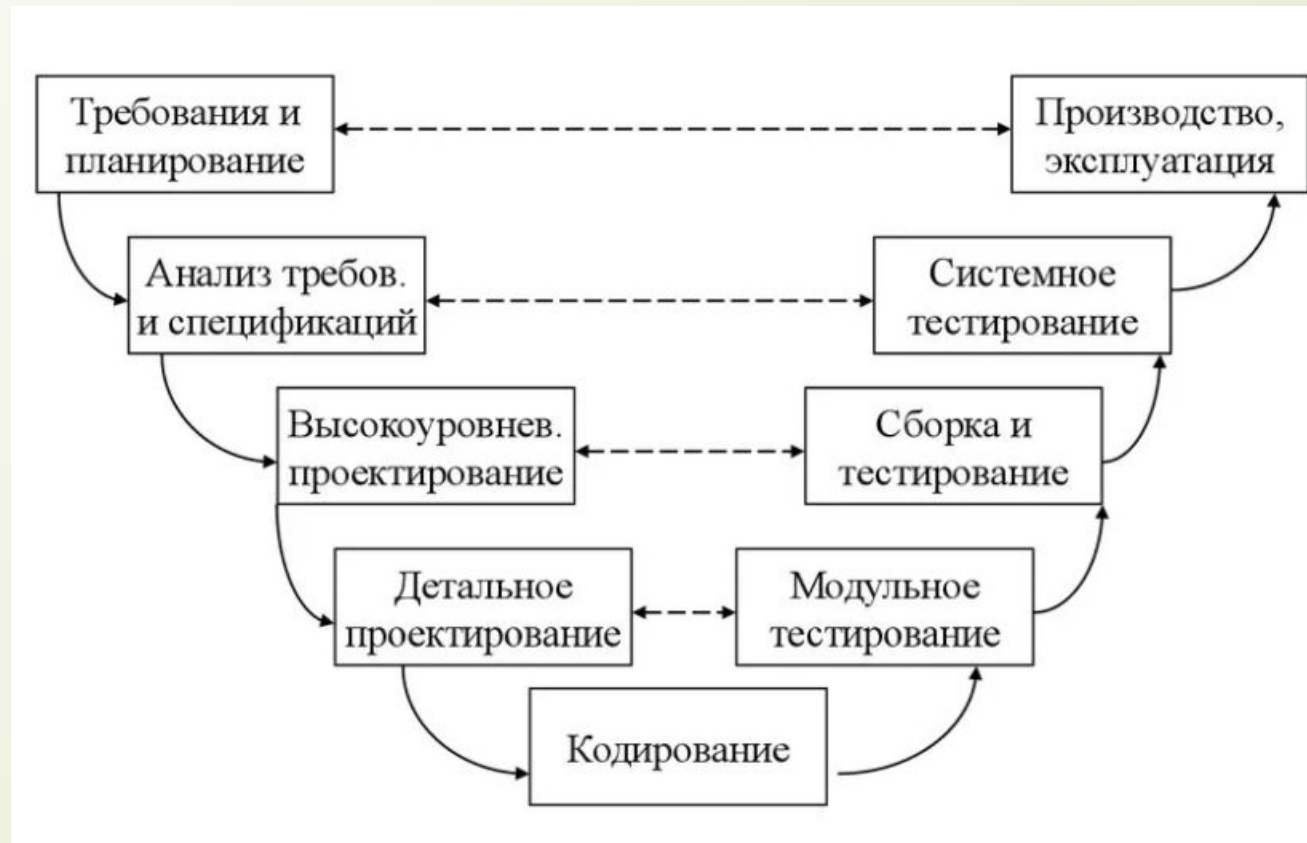 Требования и
планирование
Производство,
эксплуатация
Анализ требов.
и спецификаций
Системное
тестирование
Высокоуровнев.
проектирование
Сборка и
тестирование
Детальное
проектирование
Модульное
тестирование
Кодирование